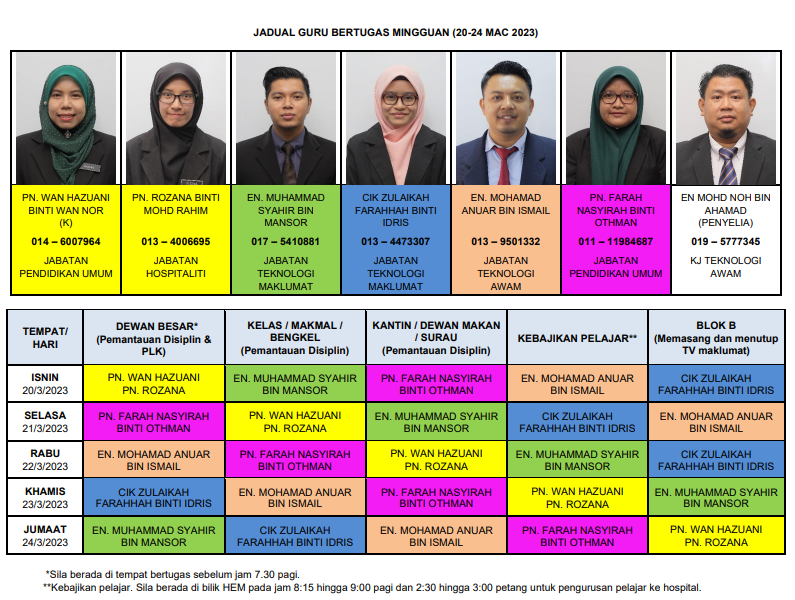 JADUAL GURU BERTUGAS MINGGUAN (20-24 MAC 2023)
PN. WAN HAZUANI
BINTI WAN NOR
(K)
014 – 6007964
JABATAN
PENDIDIKAN UMUM
PN. ROZANA BINTI
MOHD RAHIM
013 – 4006695
JABATAN
HOSPITALITI
EN. MUHAMMAD
SYAHIR BIN
MANSOR
017 – 5410881
JABATAN
TEKNOLOGI
MAKLUMAT
CIK ZULAIKAH
FARAHHAH BINTI
IDRIS
013 – 4473307
JABATAN
TEKNOLOGI
MAKLUMAT
EN. MOHAMAD
ANUAR BIN ISMAIL
013 – 9501332
JABATAN
TEKNOLOGI
AWAM
PN. FARAH
NASYIRAH BINTI
OTHMAN
011 – 11984687
JABATAN
PENDIDIKAN UMUM
EN MOHD NOH BIN
AHAMAD
(PENYELIA)
019 – 5777345
KJ TEKNOLOGI
AWAM
TEMPAT/
HARI
DEWAN BESAR*
(Pemantauan Disiplin &
PLK)
KELAS / MAKMAL /
BENGKEL
(Pemantauan Disiplin)
KANTIN / DEWAN MAKAN
/ SURAU
(Pemantauan Disiplin)
KEBAJIKAN PELAJAR**
BLOK B
(Memasang dan menutup
TV maklumat)
ISNIN
20/3/2023
PN. WAN HAZUANI
PN. ROZANA
EN. MUHAMMAD SYAHIR
BIN MANSOR
PN. FARAH NASYIRAH
BINTI OTHMAN
EN. MOHAMAD ANUAR
BIN ISMAIL
CIK ZULAIKAH
FARAHHAH BINTI IDRIS
SELASA
21/3/2023
PN. FARAH NASYIRAH
BINTI OTHMAN
PN. WAN HAZUANI
PN. ROZANA
EN. MUHAMMAD SYAHIR
BIN MANSOR
CIK ZULAIKAH
FARAHHAH BINTI IDRIS
EN. MOHAMAD ANUAR
BIN ISMAIL
RABU
22/3/2023
EN. MOHAMAD ANUAR
BIN ISMAIL
PN. FARAH NASYIRAH
BINTI OTHMAN
PN. WAN HAZUANI
PN. ROZANA
EN. MUHAMMAD SYAHIR
BIN MANSOR
CIK ZULAIKAH
FARAHHAH BINTI IDRIS
KHAMIS
23/3/2023
CIK ZULAIKAH
FARAHHAH BINTI IDRIS
EN. MOHAMAD ANUAR
BIN ISMAIL
PN. FARAH NASYIRAH
BINTI OTHMAN
PN. WAN HAZUANI
PN. ROZANA
EN. MUHAMMAD SYAHIR
BIN MANSOR
JUMAAT
24/3/2023
EN. MUHAMMAD SYAHIR
BIN MANSOR
CIK ZULAIKAH
FARAHHAH BINTI IDRIS
EN. MOHAMAD ANUAR
BIN ISMAIL
PN. FARAH NASYIRAH
BINTI OTHMAN
PN. WAN HAZUANI
PN. ROZANA
*Sila berada di tempat bertugas sebelum jam 7.30 pagi.
**Kebajikan pelajar. Sila berada di bilik HEM pada jam 8:15 hingga 9:00 pagi dan 2:30 hingga 3:00 petang untuk pengurusan pelajar ke hospital.